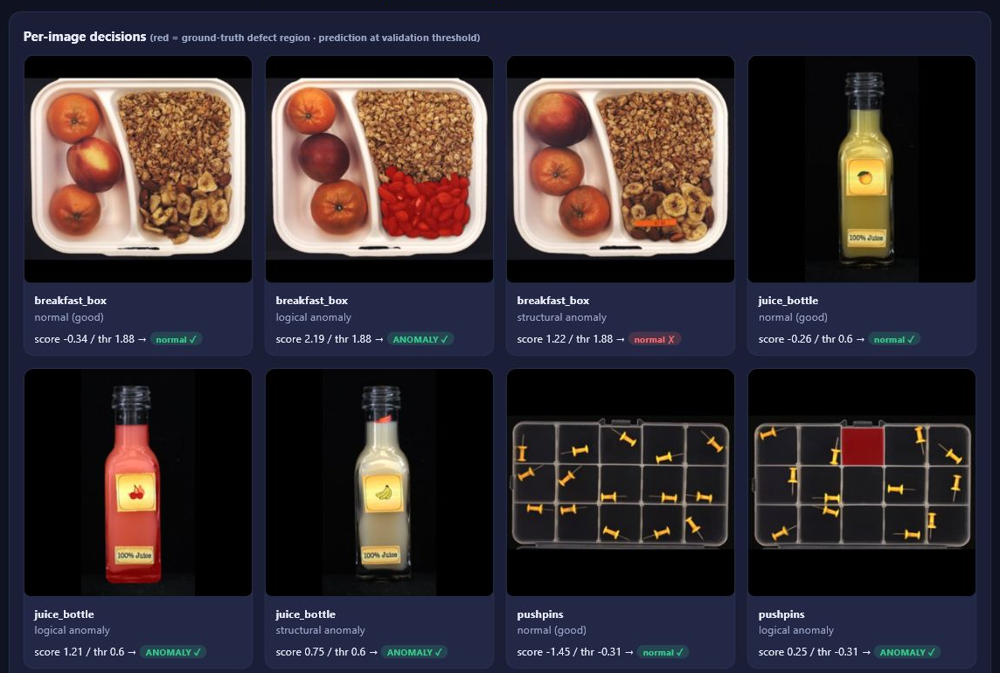 Per-image decisions (red = ground-truth defect region · prediction at validation threshold)
breakfast_box
normal (good)
score -0.34 / thr 1.88 → normal ✓
breakfast_box
logical anomaly
score 2.19 / thr 1.88 → ANOMALY ✓
breakfast_box
structural anomaly
score 1.22 / thr 1.88 → normal ✗
100% Juice
juice_bottle
normal (good)
score -0.26 / thr 0.6 → normal ✓
100% Juice
juice_bottle
logical anomaly
score 1.21 / thr 0.6 → ANOMALY ✓
100% Juice
juice_bottle
structural anomaly
score 0.75 / thr 0.6 → ANOMALY ✓
pushpins
normal (good)
score -1.45 / thr -0.31 → normal ✓
pushpins
logical anomaly
score 0.25 / thr -0.31 → ANOMALY ✓